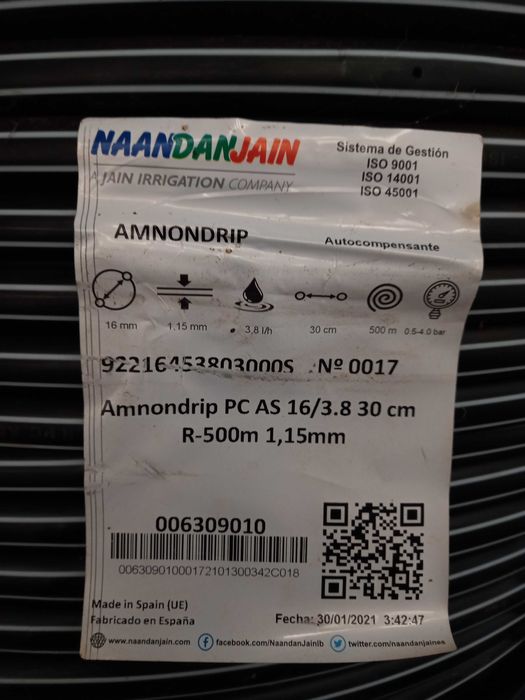 NAANDANJAIN
A JAIN IRRIGATION COMPANY
Sistema de Gestión
ISO 9001
ISO 14001
ISO 45001
AMNONDRIP
Autocompensante
16 mm 1,15 mm 3,8 l/h 30 cm 500 m 0.5-4.0 bar
92216453803000S Nº 0017
Amnondrip PC AS 16/3.8 30 cm
R-500m 1,15mm
006309010
00630901000172101300342C018
Made in Spain (UE)
Fabricado en España
Fecha: 30/01/2021 3:42:47
www.naandanjain.com facebook.com/NaanDanJainIb twitter.com/naandanjaines